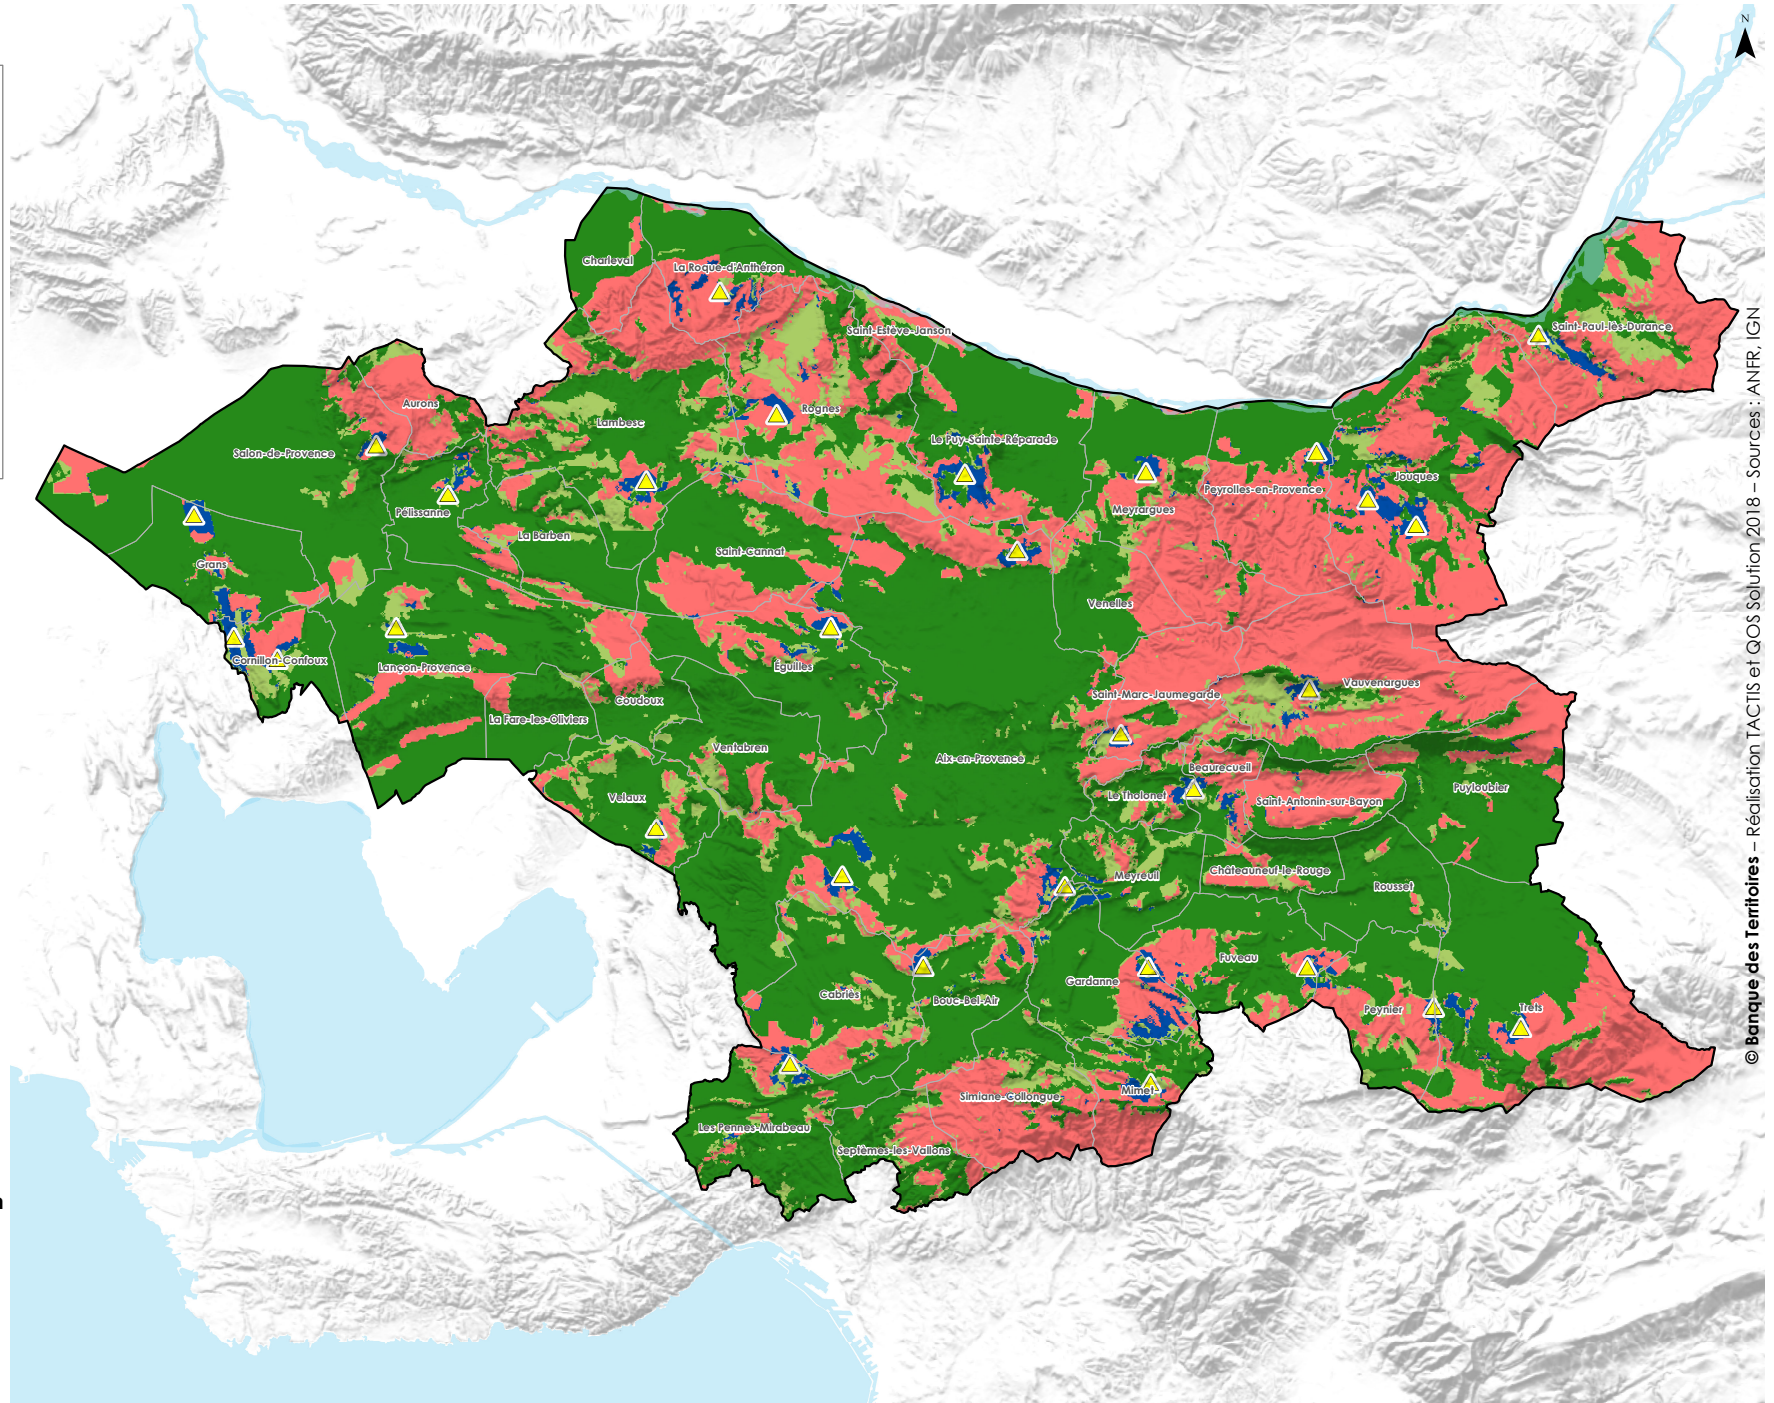 N
Charleval
La Roque-d'Anthéron
Saint-Estève-Janson
Saint-Paul-lès-Durance
Aurons
Rognes
Lambesc
Le Puy-Sainte-Réparade
Salon-de-Provence
Jouques
Peyrolles-en-Provence
Pélissanne
Meyrargues
La Barben
Saint-Cannat
Grans
Venelles
Cornillon-Confoux
Lançon-Provence
Éguilles
Vauvenargues
Saint-Marc-Jaumegarde
Coudoux
La Fare-les-Oliviers
Ventabren
Aix-en-Provence
Beaurecueil
Puyloubier
Le Tholonet
Velaux
Saint-Antonin-sur-Bayon
Châteauneuf-le-Rouge
Meyreuil
Rousset
Fuveau
Gardanne
Cabriès
Bouc-Bel-Air
Peynier
Trets
Mimet
Simiane-Collongue
Les Pennes-Mirabeau
Septèmes-les-Vallons
© Banque des Territoires – Réalisation TACTIS et QOS Solution 2018 – Sources : ANFR, IGN